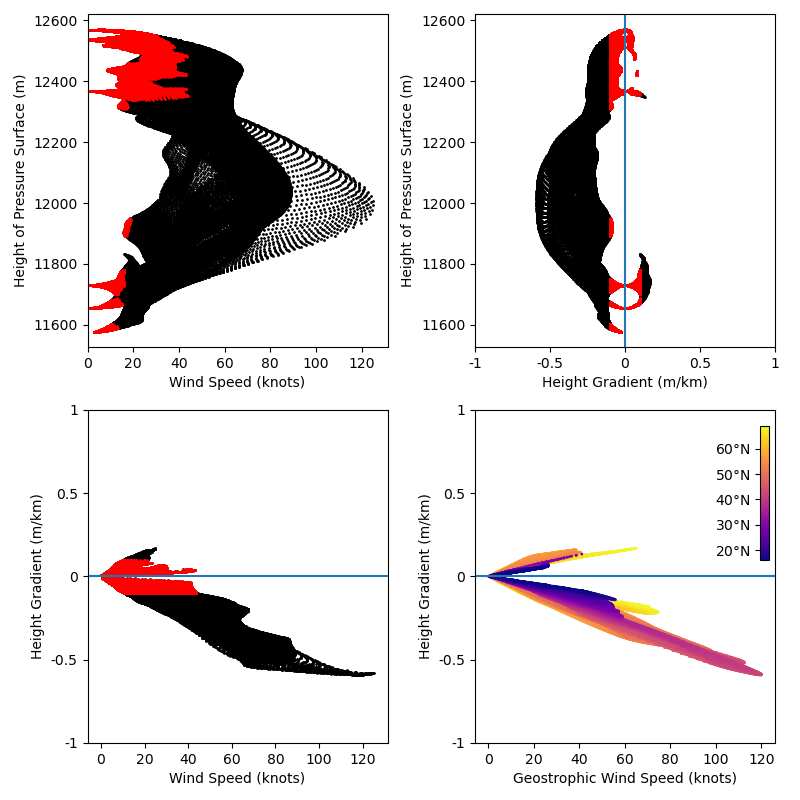 12600
12400
12200
12000
11800
11600
Height of Pressure Surface (m)
0 20 40 60 80 100 120
Wind Speed (knots)
12600
12400
12200
12000
11800
11600
Height of Pressure Surface (m)
-1 -0.5 0 0.5 1
Height Gradient (m/km)
1
0.5
0
-0.5
-1
Height Gradient (m/km)
0 20 40 60 80 100 120
Wind Speed (knots)
1
0.5
0
-0.5
-1
Height Gradient (m/km)
60°N
50°N
40°N
30°N
20°N
0 20 40 60 80 100 120
Geostrophic Wind Speed (knots)